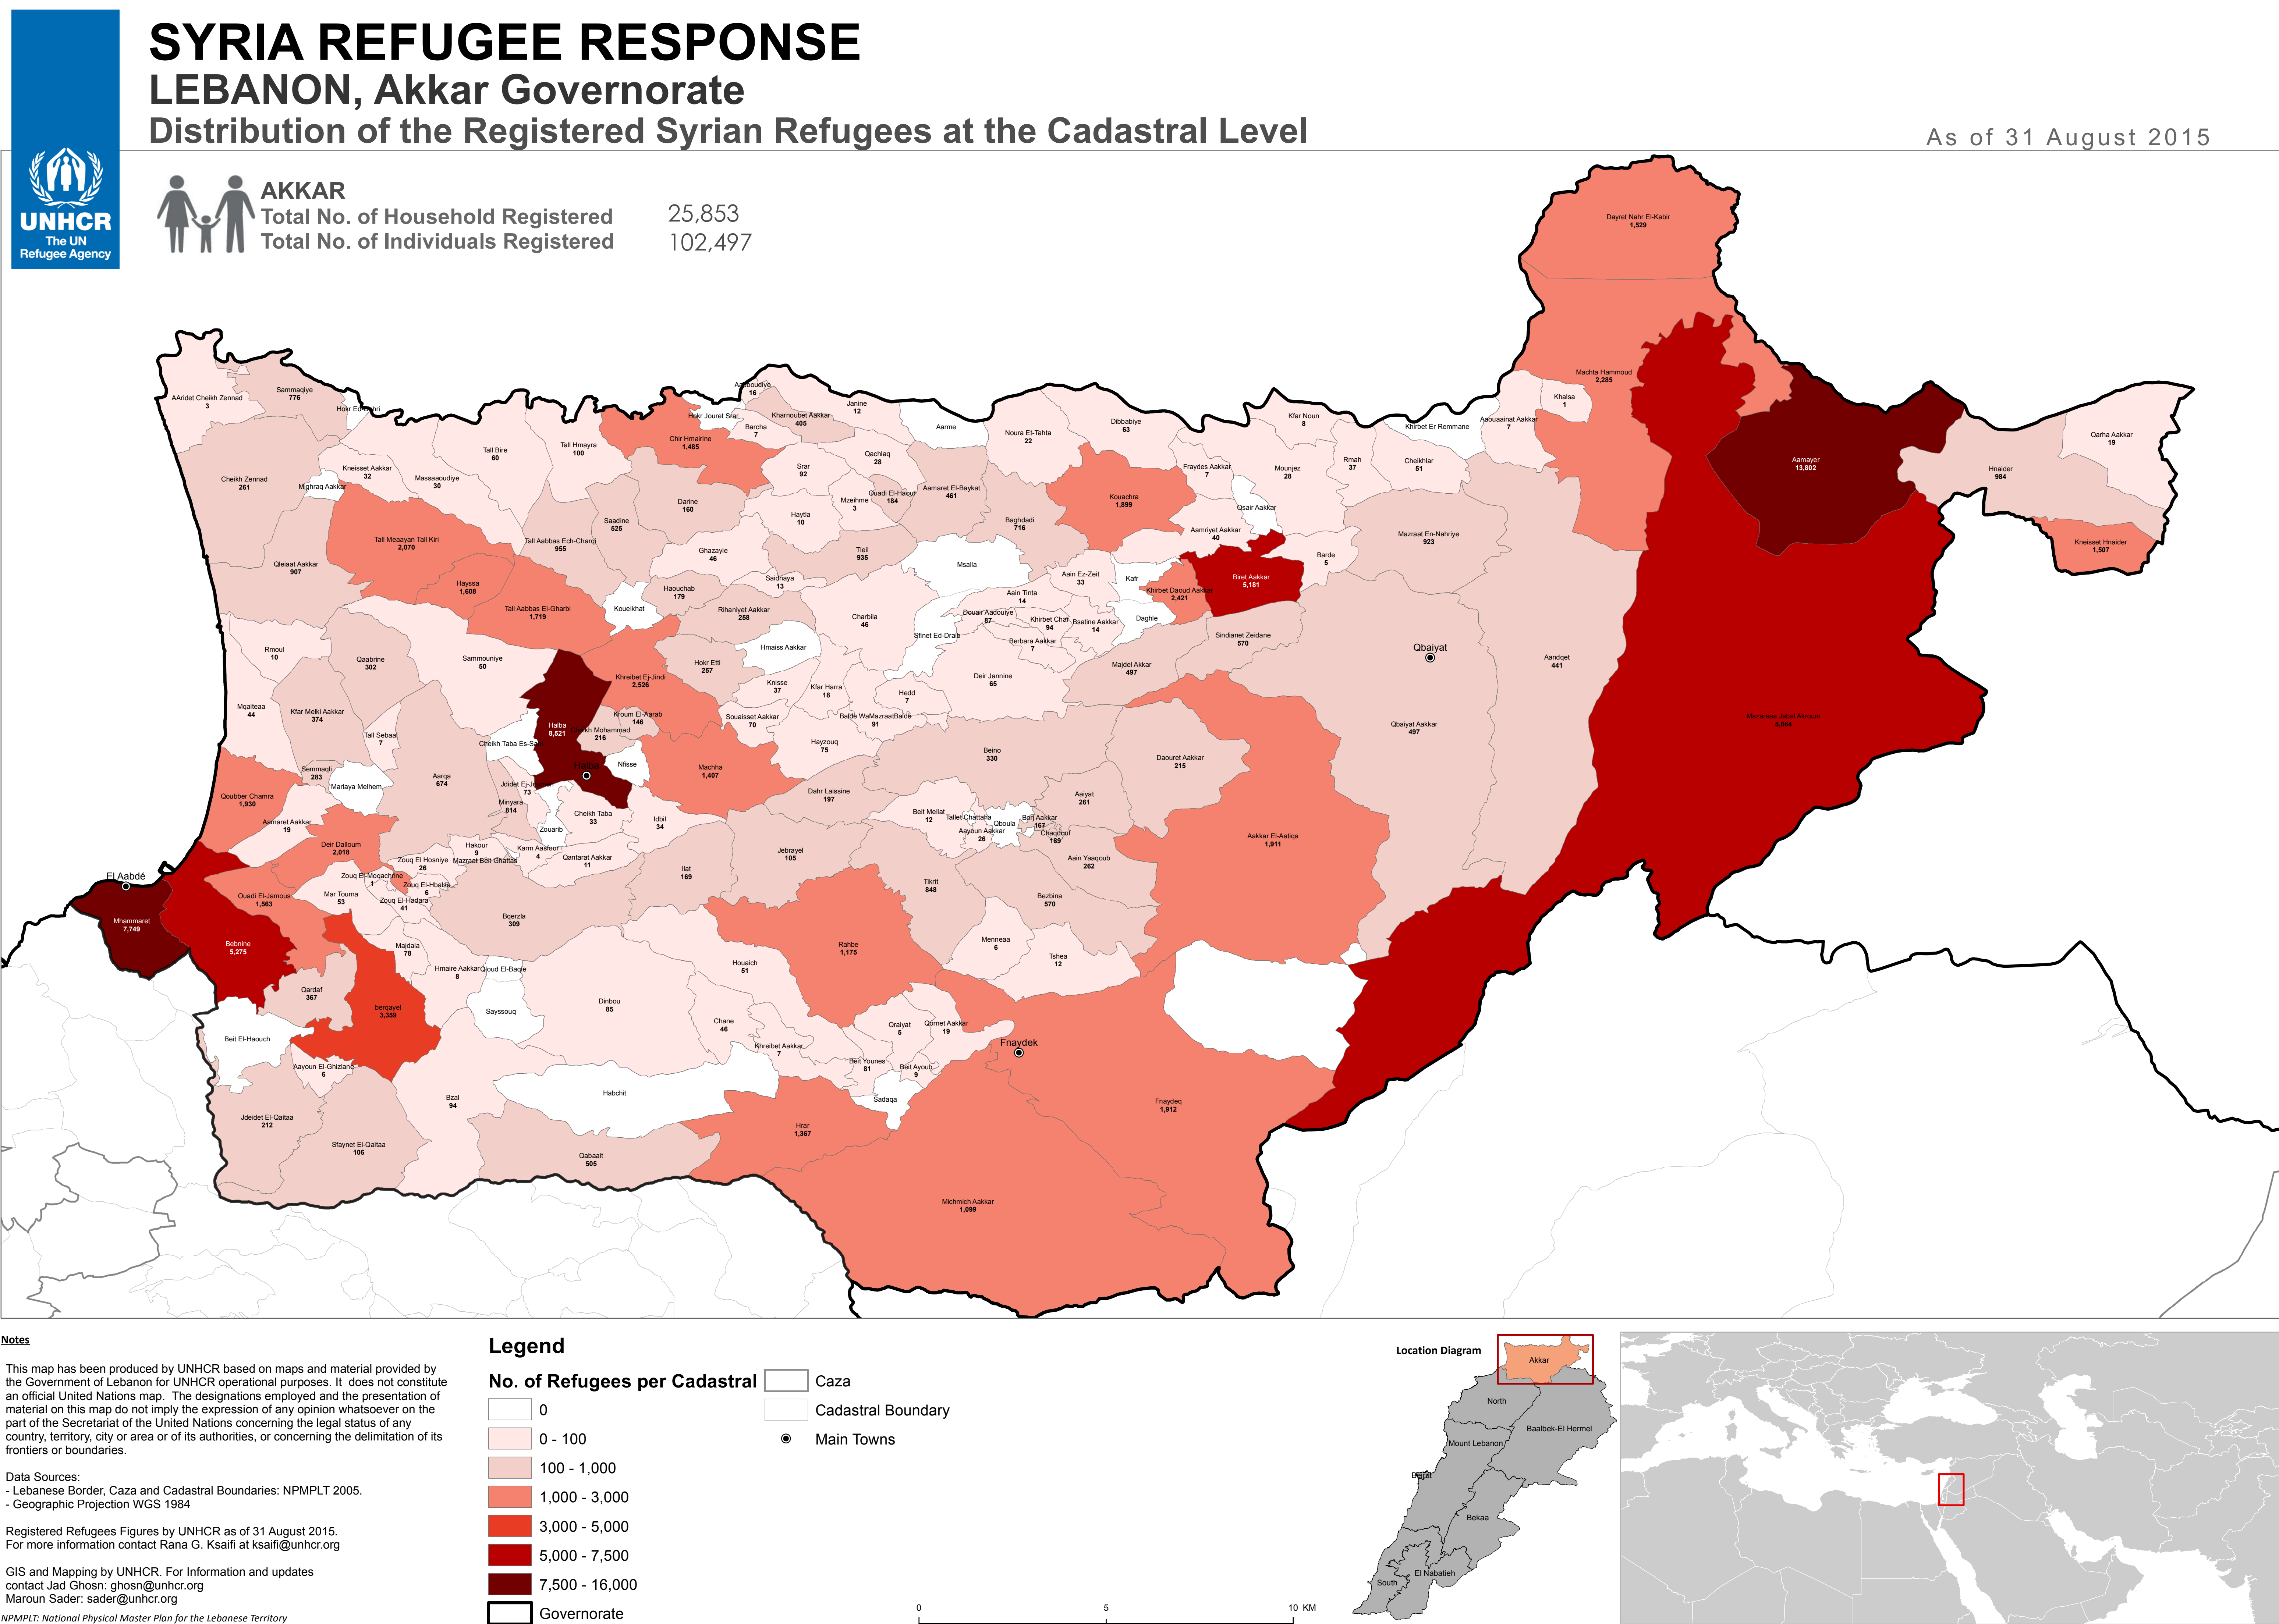 SYRIA REFUGEE RESPONSE
LEBANON, Akkar Governorate
Distribution of the Registered Syrian Refugees at the Cadastral Level
As of 31 August 2015
UNHCR
The UN
Refugee Agency
AKKAR
Total No. of Household Registered 25,853
Total No. of Individuals Registered 102,497
Dayret Nahr El-Kabir
1,529
Machta Hammoud
2,285
AAridet Cheikh Zennad
3
Sammaqiye
776
Cheikh Zennad
261
Kneisset Aakkar
32
Mighraq Aakkar
Massaaoudiye
30
Tall Bire
60
Tall Hmayra
100
Chir Hmairine
1,485
Hokr Jouret Srar
16
Barcha
7
Kharnoubet Aakkar
405
Janine
12
Aarme
Noura Et-Tahta
22
Dibbabiye
63
Kfar Noun
8
Khirbet Er Remmane
Aaouaainat Aakkar
7
Khalsa
1
Aamayer
13,802
Hnaider
984
Qarha Aakkar
19
Kneisset Hnaider
1,507
Qachlaq
28
Srar
92
Mzeihme
3
Ouadi El-Haour
184
Aamaret El-Baykat
461
Baghdadi
716
Kouachra
1,899
Fraydes Aakkar
7
Mounjez
28
Rmah
37
Cheikhlar
51
Qsair Aakkar
Aamriyet Aakkar
40
Mazraat En-Nahriye
923
Barde
5
Biret Aakkar
5,181
Khirbet Daoud Aakkar
2,421
Kafr
Daghle
Aain Ez-Zeit
33
Aain Tinta
14
Douair Aadouiye
87
Khirbet Char
94
Bsatine Aakkar
14
Berbara Aakkar
7
Sfinet Ed-Draib
Msalla
Tleil
935
Haytla
10
Darine
160
Saadine
525
Tall Aabbas Ech-Charqi
955
Tall Meaayan Tall Kiri
2,070
Qleiaat Aakkar
907
Hayssa
1,608
Tall Aabbas El-Gharbi
1,719
Koueikhat
Haouchab
179
Ghazayle
46
Saidnaya
13
Rihaniyet Aakkar
258
Charbila
46
Hmaiss Aakkar
Hokr Etti
257
Khreibet Ej-Jindi
2,526
Sammouniye
50
Qaabrine
302
Rmoul
10
Mqaiteaa
44
Kfar Melki Aakkar
374
Tall Sebaal
7
Aarqa
674
Cheikh Taba Es-Sahl
Halba
8,521
Kroum El-Aarab
146
216
Halba
Nfisse
Machha
1,407
Souaisset Aakkar
70
Knisse
37
Kfar Harra
18
Hedd
7
Balde WaMazraatBalde
91
Hayzouq
75
Deir Jannine
65
Majdel Akkar
497
Sindianet Zeidane
570
Qbaiyat
Aandqet
441
Qbaiyat Aakkar
497
Mazareaa Jabal Akroum
Beino
330
Daouret Aakkar
215
Dahr Laissine
197
Aaiyat
261
Beit Mellat
12
Tallet Chattaha
Qboula
Borj Aakkar
167
Chaqdouf
169
Aayoun Aakkar
26
Aain Yaaqoub
262
Aakkar El-Aatiqa
1,911
Semmaqli
283
Marlaya Melhem
Qoubber Chamra
1,930
Aamaret Aakkar
19
Deir Dalloum
2,018
73
Minyara
814
Zouarib
Cheikh Taba
33
Idbil
34
Hakour
9
Mazraat Beit Ghattas
Karm Aasfour
4
Qantarat Aakkar
11
Zouq El Hosniye
26
Zouq El-Moqachrine
1
Zouq El-Hbalsa
6
Zouq El-Hadara
41
Mar Touma
53
Ouadi El-Jamous
1,563
El Aabdé
Mhammaret
7,749
Bebnine
5,275
Ilat
169
Jebrayel
105
Tikrit
848
Bezbina
570
Bqerzla
309
Menneaa
6
Tshea
12
Rahbe
1,175
Houaich
51
Majdala
78
Hmaire Aakkar
8
Qloud El-Baqie
Sayssouq
Dinbou
85
Qardaf
367
berqayel
3,359
Beit El-Haouch
Aayoun El-Ghizlane
6
Chane
46
Khreibet Aakkar
7
Qraiyat
5
Qornet Aakkar
19
Beit Younes
81
Beit Ayoub
9
Sadaqa
Fnaydek
Fnaydeq
1,912
Habchit
Bzal
94
Jdeidet El-Qaitaa
212
Sfaynet El-Qaitaa
106
Qabaait
505
Hrar
1,367
Michmich Aakkar
1,099
Notes
This map has been produced by UNHCR based on maps and material provided by
the Government of Lebanon for UNHCR operational purposes. It does not constitute
an official United Nations map. The designations employed and the presentation of
material on this map do not imply the expression of any opinion whatsoever on the
part of the Secretariat of the United Nations concerning the legal status of any
country, territory, city or area or of its authorities, or concerning the delimitation of its
frontiers or boundaries.
Data Sources:
- Lebanese Border, Caza and Cadastral Boundaries: NPMPLT 2005.
- Geographic Projection WGS 1984
Registered Refugees Figures by UNHCR as of 31 August 2015.
For more information contact Rana G. Ksaifi at ksaifi@unhcr.org
GIS and Mapping by UNHCR. For Information and updates
contact Jad Ghosn: ghosn@unhcr.org
Maroun Sader: sader@unhcr.org
NPMPLT: National Physical Master Plan for the Lebanese Territory
Legend
No. of Refugees per Cadastral
0
0 - 100
100 - 1,000
1,000 - 3,000
3,000 - 5,000
5,000 - 7,500
7,500 - 16,000
Governorate
Caza
Cadastral Boundary
Main Towns
0 5 10 KM
Location Diagram
Akkar
North
Baalbek-El Hermel
Mount Lebanon
Beirut
Bekaa
El Nabatieh
South